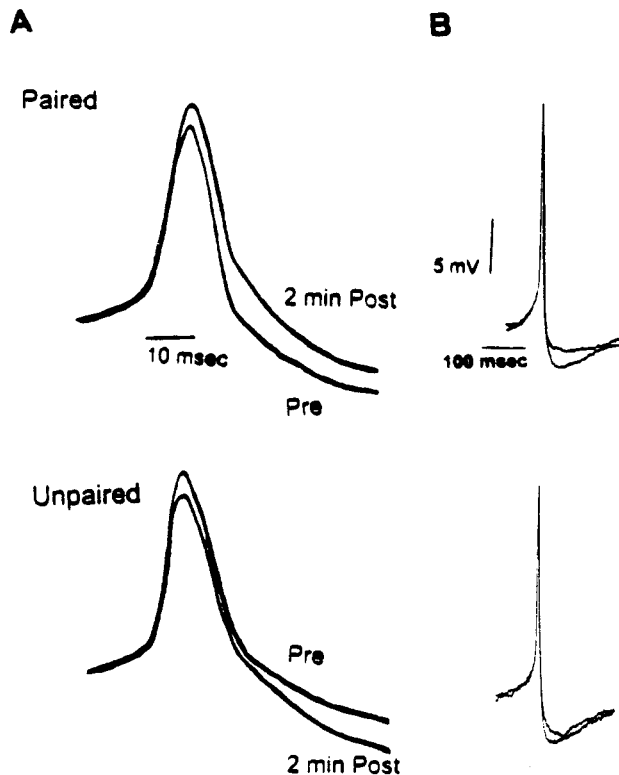 A
B
Paired
5 mV
2 min Post
10 msec
100 msec
Pre
Unpaired
Pre
2 min Post